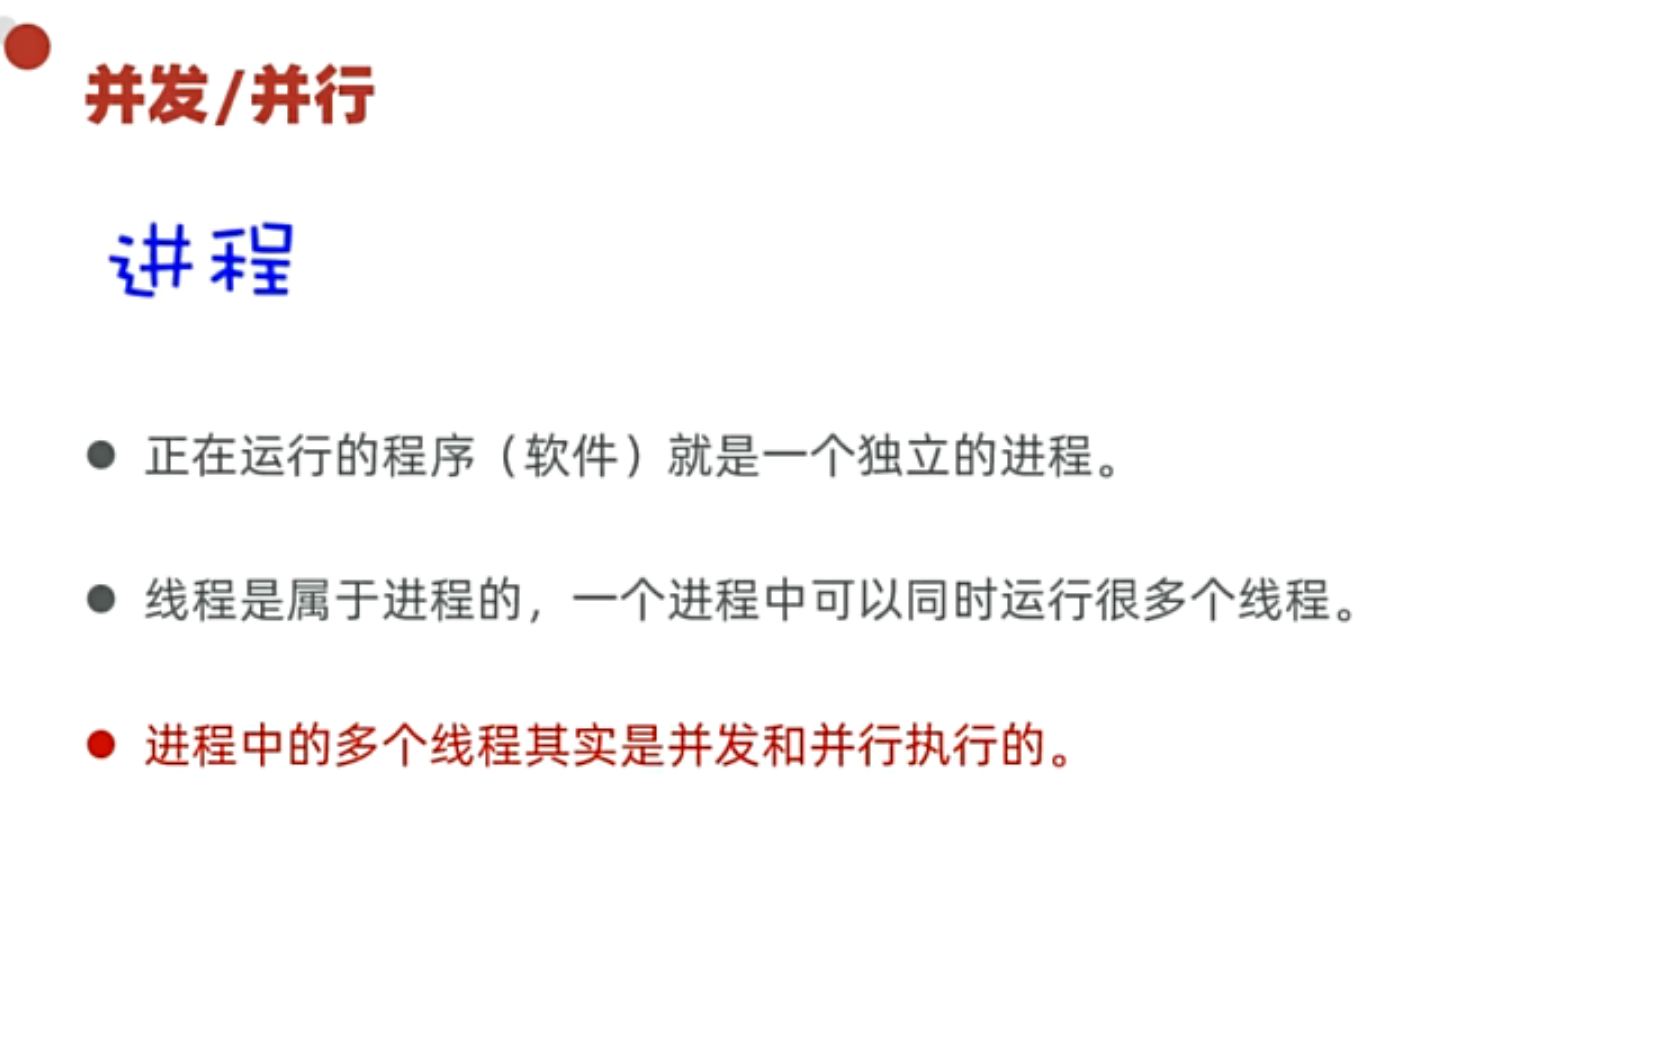 并发/并行
进程
正在运行的程序（软件）就是一个独立的进程。
线程是属于进程的，一个进程中可以同时运行很多个线程。
进程中的多个线程其实是并发和并行执行的。